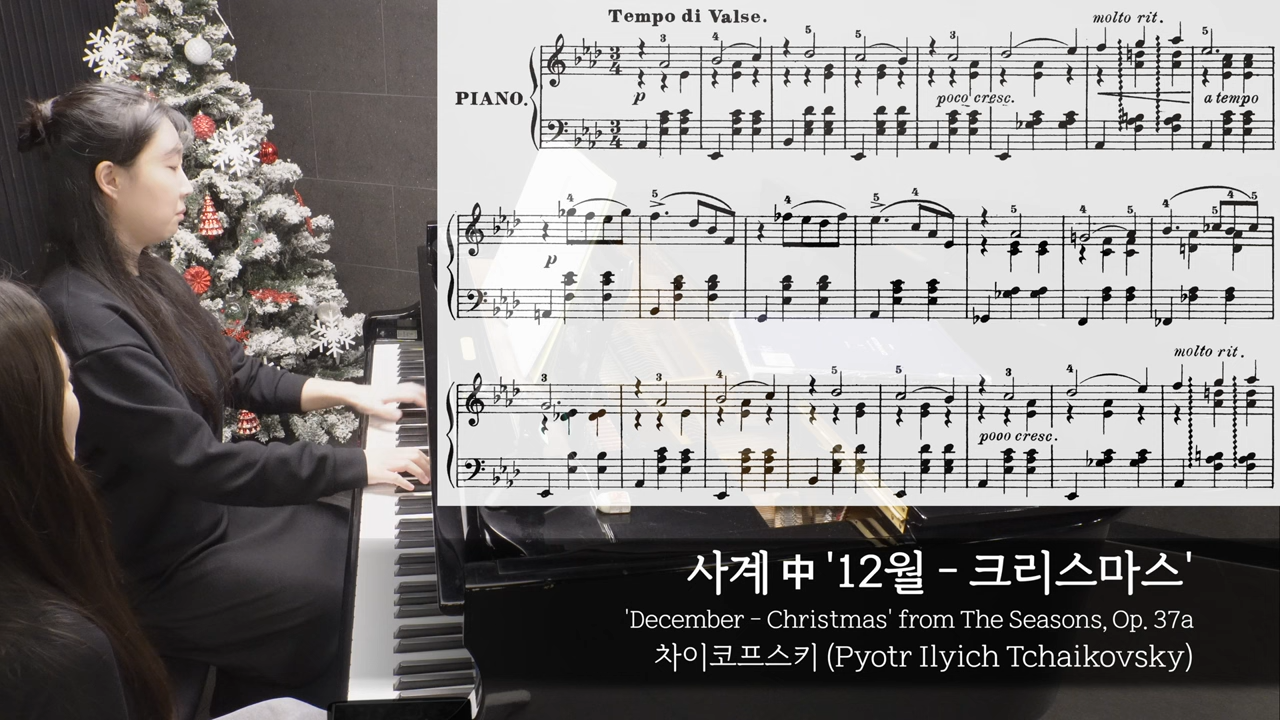 Tempo di Valse.
molto rit.
PIANO.
p
poco cresc.
a tempo
p
molto rit.
poco cresc.
사계 中 '12월 - 크리스마스'
'December - Christmas' from The Seasons, Op. 37a
차이코프스키 (Pyotr Ilyich Tchaikovsky)